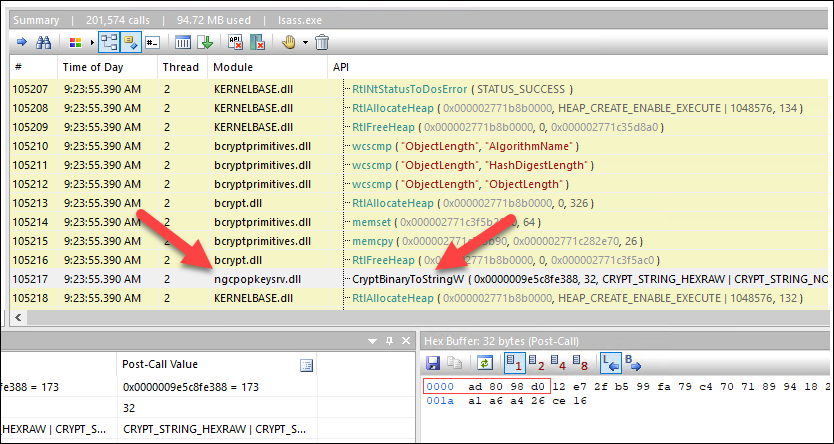 Summary | 201,574 calls | 94.72 MB used | lsass.exe
# Time of Day Thread Module API
105207 9:23:55.390 AM 2 KERNELBASE.dll RtlNtStatusToDosError ( STATUS_SUCCESS )
105208 9:23:55.390 AM 2 KERNELBASE.dll RtlAllocateHeap ( 0x000002771b8b0000, HEAP_CREATE_ENABLE_EXECUTE | 1048576, 134 )
105209 9:23:55.390 AM 2 KERNELBASE.dll RtlFreeHeap ( 0x000002771b8b0000, 0, 0x000002771c35d8a0 )
105210 9:23:55.390 AM 2 bcryptprimitives.dll wcscmp ( "ObjectLength", "AlgorithmName" )
105211 9:23:55.390 AM 2 bcryptprimitives.dll wcscmp ( "ObjectLength", "HashDigestLength" )
105212 9:23:55.390 AM 2 bcryptprimitives.dll wcscmp ( "ObjectLength", "ObjectLength" )
105213 9:23:55.390 AM 2 bcrypt.dll RtlAllocateHeap ( 0x000002771b8b0000, 0, 326 )
105214 9:23:55.390 AM 2 bcryptprimitives.dll memset ( 64 )
105215 9:23:55.390 AM 2 bcryptprimitives.dll memcpy ( 0x000002771c282e70, 26 )
105216 9:23:55.390 AM 2 bcrypt.dll RtlFreeHeap ( 0x000002771b8b0000, 0, 0x000002771c3f5ac0 )
105217 9:23:55.390 AM 2 ngcpopkeysrv.dll CryptBinaryToStringW ( 0x0000009e5c8fe388, 32, CRYPT_STRING_HEXRAW | CRYPT_STRING_NO
105218 9:23:55.390 AM 2 KERNELBASE.dll RtlAllocateHeap ( 0x000002771b8b0000, HEAP_CREATE_ENABLE_EXECUTE | 1048576, 132 )
Post-Call Value
fe388 = 173 0x0000009e5c8fe388 = 173
32
CRYPT_STRING_HEXRAW | CRYPT_S... CRYPT_STRING_HEXRAW | CRYPT_S...
Hex Buffer: 32 bytes (Post-Call)
1 2 4 8 L B
0000 ad 80 98 d0 12 e7 2f b5 99 fa 79 c4 70 71 89 94 18 2
001a a1 a6 a4 26 ce 16